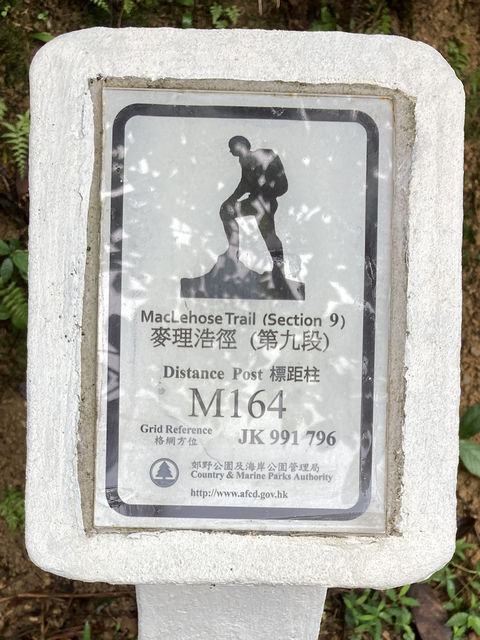 MacLehose Trail (Section 9)
麥理浩徑 (第九段)
Distance Post 標距柱
M164
Grid Reference
格網方位 JK 991 796
郊野公園及海岸公園管理局
Country & Marine Parks Authority
http://www.afcd.gov.hk